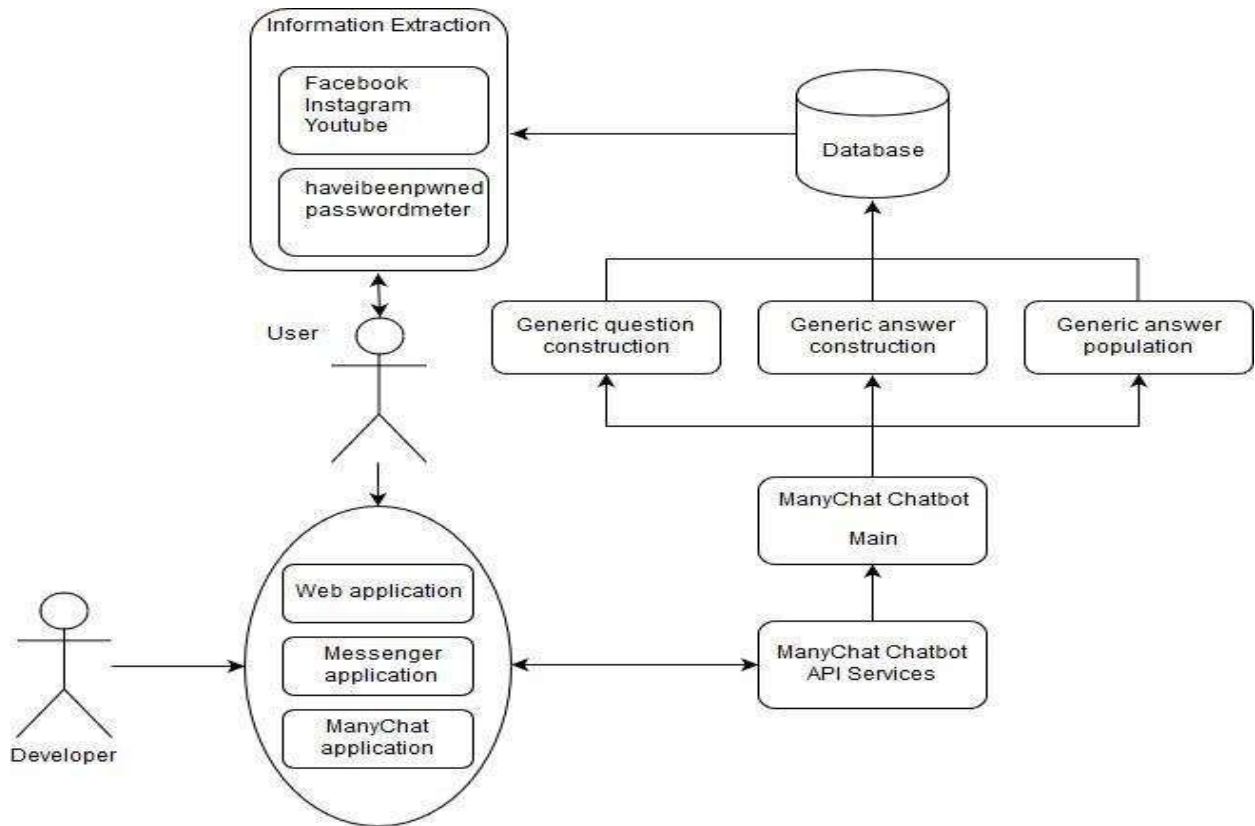 Information Extraction
Facebook
Instagram
Youtube
haveibeenpwned
passwordmeter
Database
User
Generic question
construction
Generic answer
construction
Generic answer
population
ManyChat Chatbot
Main
Web application
Messenger
application
ManyChat
application
ManyChat Chatbot
API Services
Developer